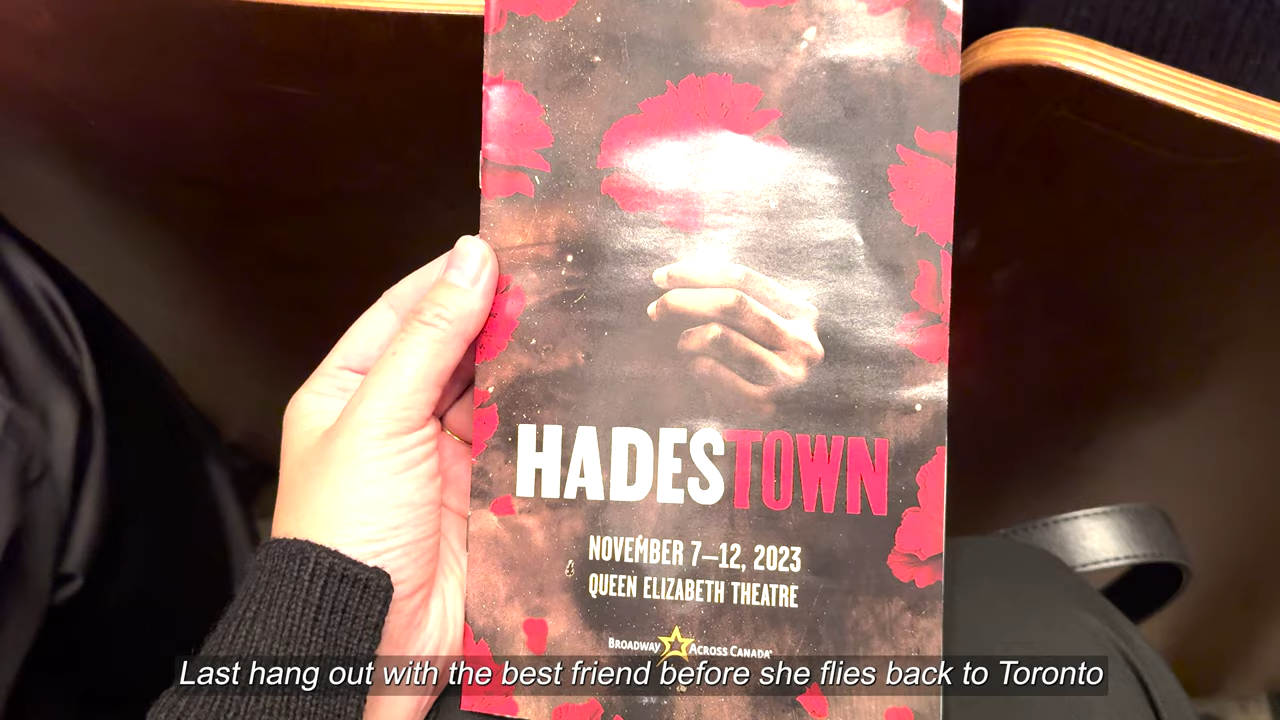 HADESTOWN
NOVEMBER 7–12, 2023
QUEEN ELIZABETH THEATRE
BROADWAY ACROSS CANADA
Last hang out with the best friend before she flies back to Toronto